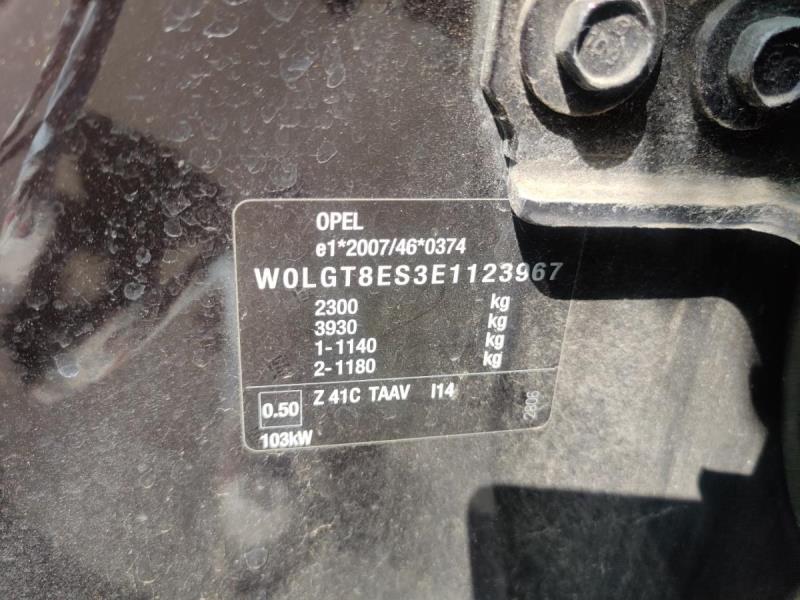 OPEL
e1*2007/46*0374
W0LGT8ES3E1123967
2300 kg
3930 kg
1-1140 kg
2-1180 kg
0.50 Z 41C TAAV I14
103kW 2806